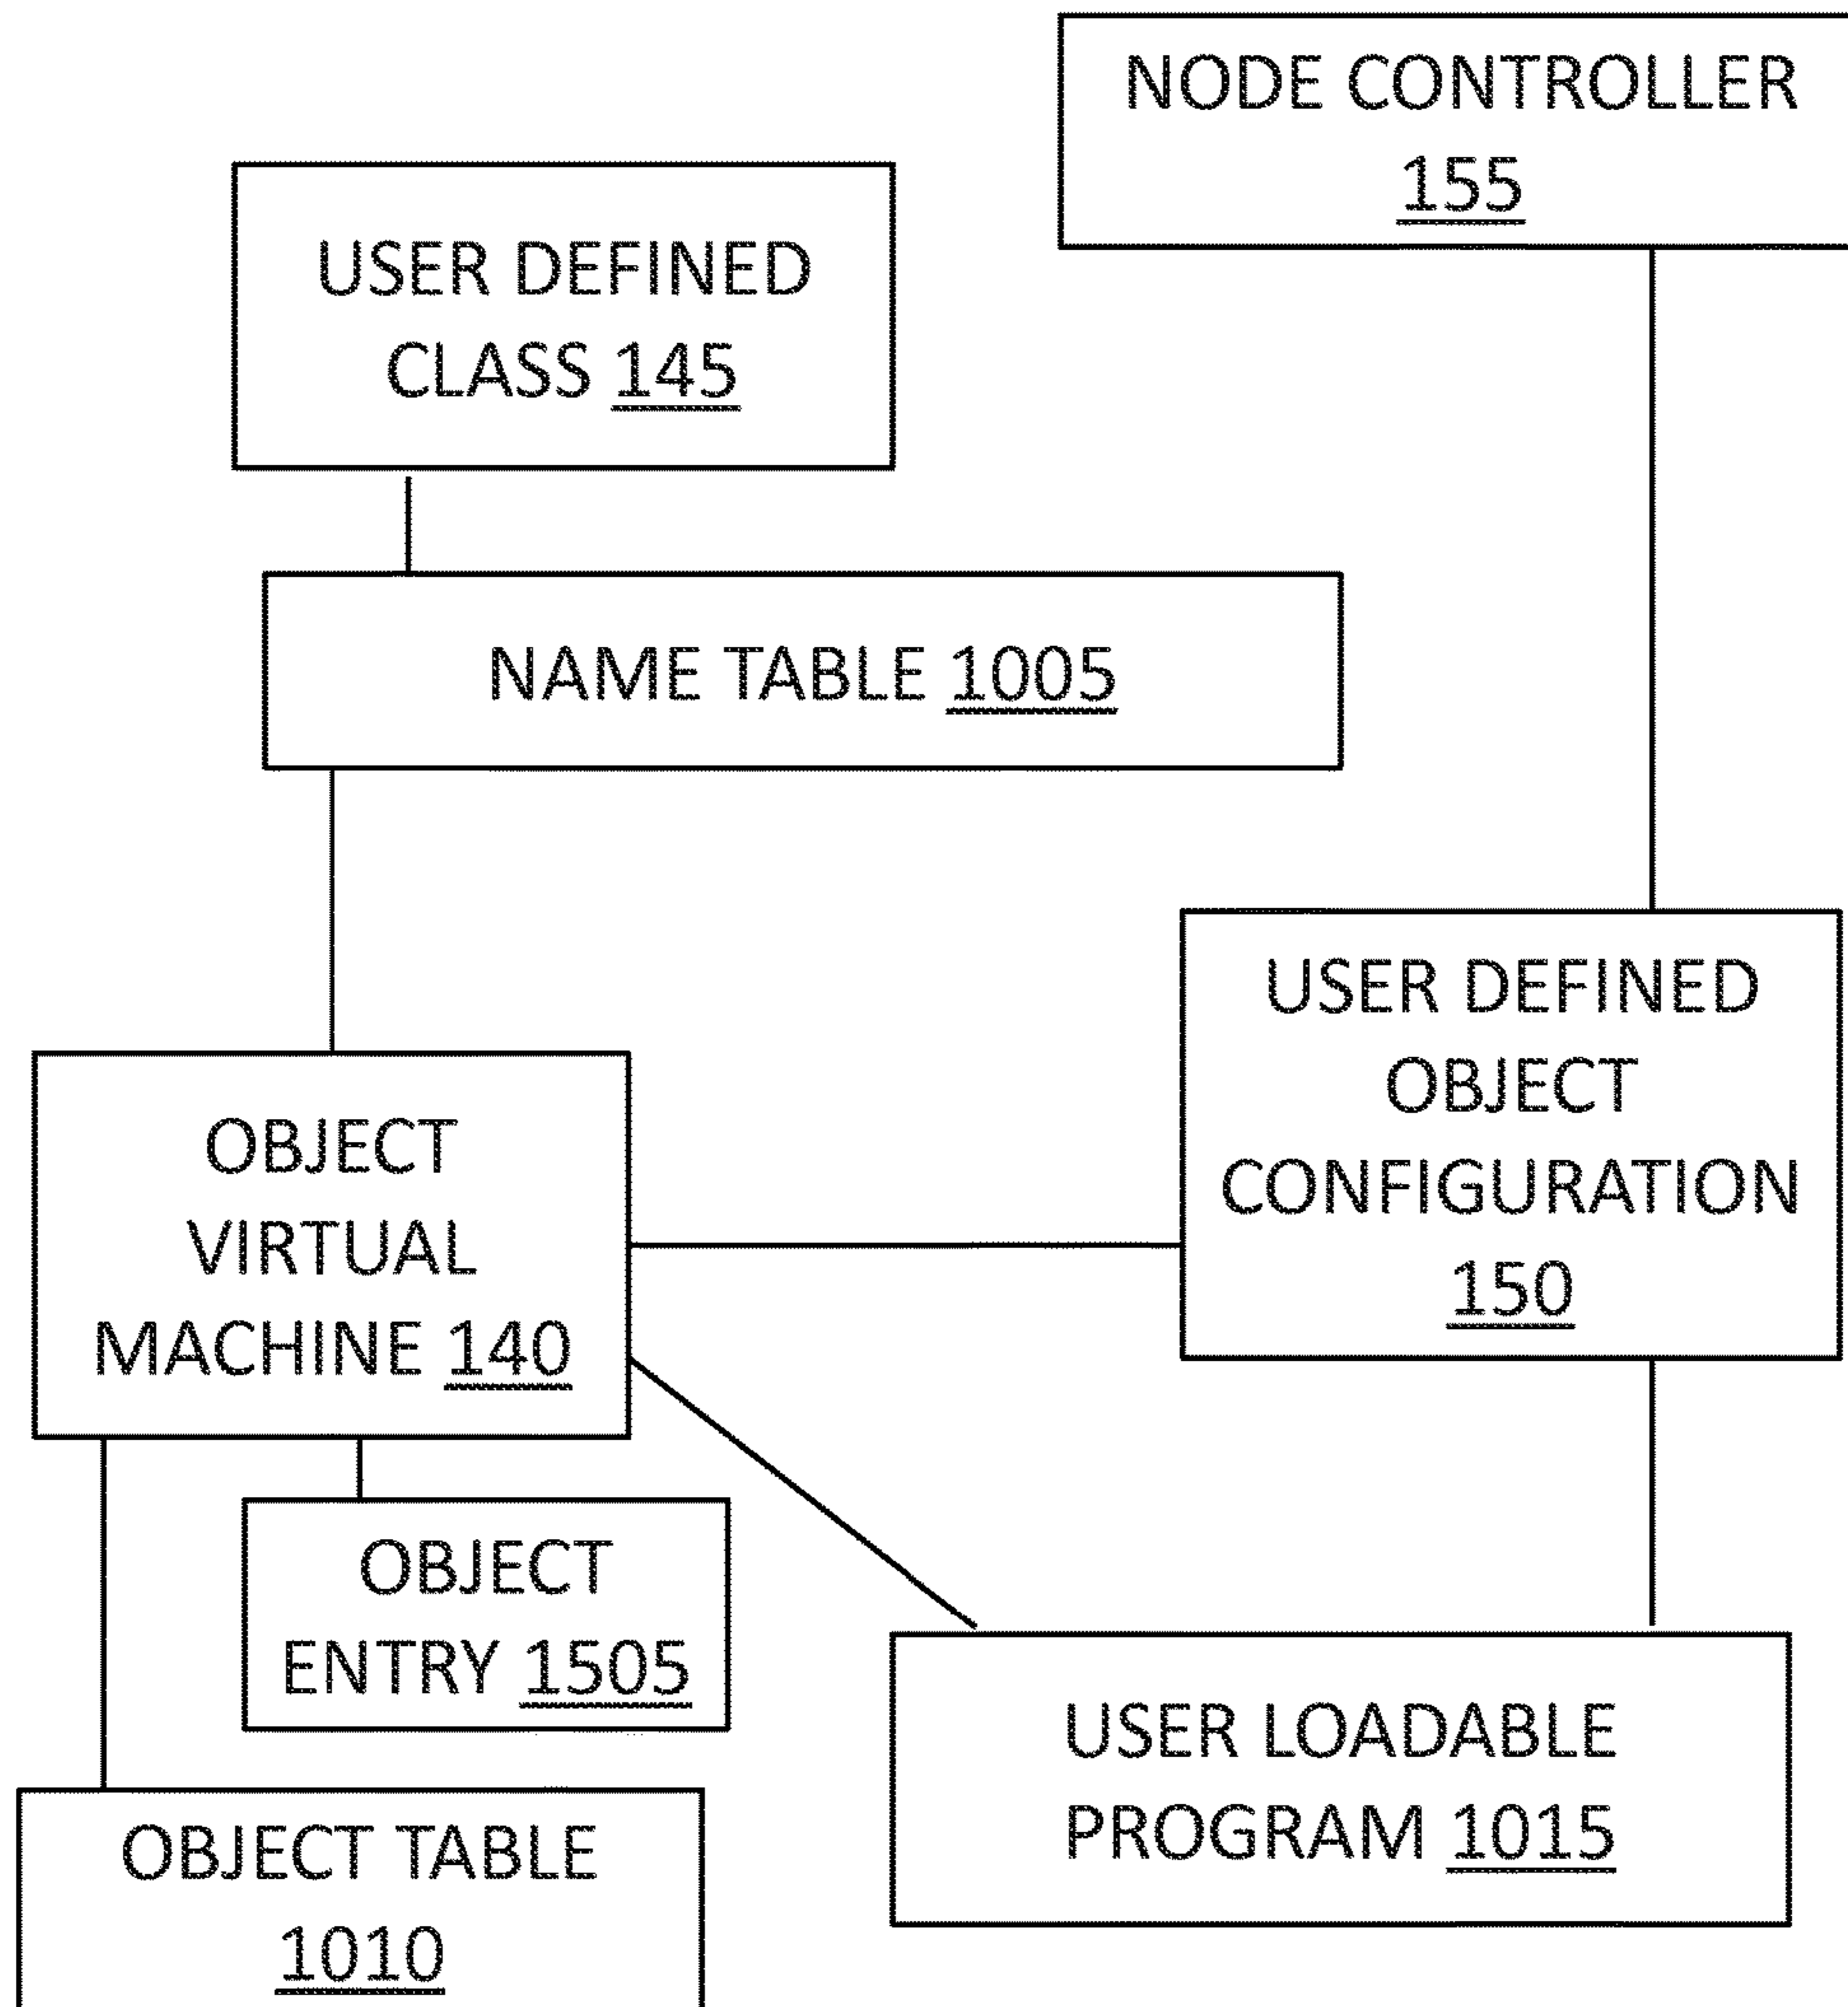 NODE CONTROLLER
155
USER DEFINED
CLASS 145
NAME TABLE 1005
USER DEFINED
OBJECT
CONFIGURATION
150
OBJECT
VIRTUAL
MACHINE 140
OBJECT
ENTRY 1505
USER LOADABLE
PROGRAM 1015
OBJECT TABLE
1010